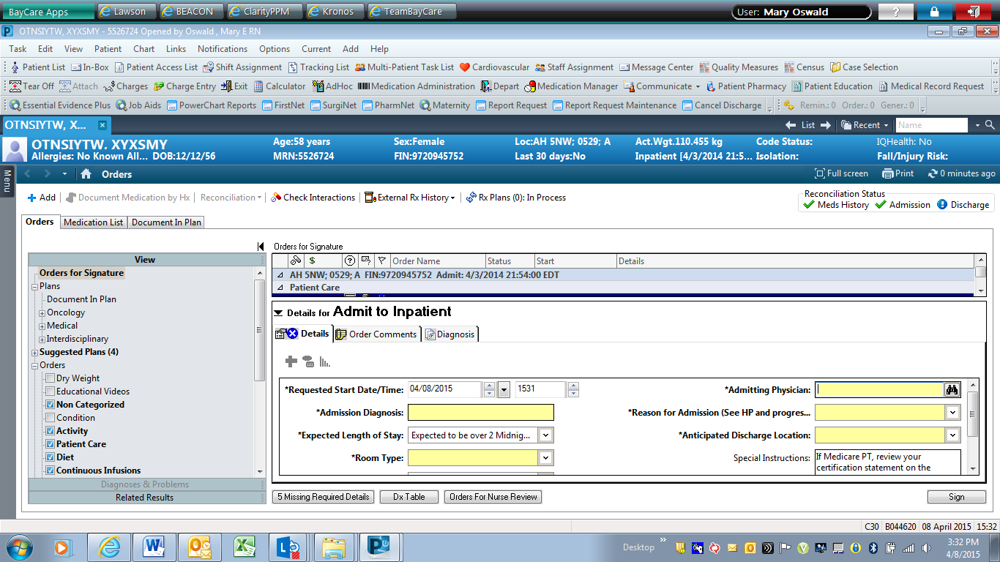 BayCare Apps Lawson BEACON ClarityPPM Kronos TeamBayCare User: Mary Oswald ?
OTNSIYTW, XYXSMY - 5526724 Opened by Oswald , Mary E RN
Task Edit View Patient Chart Links Notifications Options Current Add Help
Patient List In-Box Patient Access List Shift Assignment Tracking List Multi-Patient Task List Cardiovascular Staff Assignment Message Center Quality Measures Census Case Selection
Tear Off Attach Charges Charge Entry Exit Calculator AdHoc Medication Administration Depart Medication Manager Communicate Patient Pharmacy Patient Education Medical Record Request
Essential Evidence Plus Job Aids PowerChart Reports FirstNet SurgiNet PharmNet Maternity Report Request Report Request Maintenance Cancel Discharge Remin.: 0 Order.: 0 Gener.: 0
OTNSIYTW, X... List Recent Name
OTNSIYTW. XYXSMY Age:58 years Sex:Female Loc:AH 5NW; 0529; A Act.Wgt.110.455 kg Code Status: IQHealth: No
Allergies: No Known All... DOB:12/12/56 MRN:5526724 FIN:9720945752 Last 30 days:No Inpatient [4/3/2014 21:5... Isolation: Fall/Injury Risk:
Menu
Orders Full screen Print 0 minutes ago
Add Document Medication by Hx Reconciliation Check Interactions External Rx History Rx Plans (0): In Process
Reconciliation Status
Meds History Admission Discharge
Orders Medication List Document In Plan
View
Orders for Signature
Plans
Document In Plan
Oncology
Medical
Interdisciplinary
Suggested Plans (4)
Orders
Dry Weight
Educational Videos
Non Categorized
Condition
Activity
Patient Care
Diet
Continuous Infusions
Diagnoses & Problems
Related Results
Orders for Signature
$ ? Order Name Status Start Details
AH 5NW; 0529; A FIN:9720945752 Admit: 4/3/2014 21:54:00 EDT
Patient Care
Details for Admit to Inpatient
Details Order Comments Diagnosis
*Requested Start Date/Time: 04/08/2015 1531 *Admitting Physician:
*Admission Diagnosis: *Reason for Admission (See HP and progres...
*Expected Length of Stay: Expected to be over 2 Midnig... *Anticipated Discharge Location:
*Room Type: Special Instructions: If Medicare PT, review your
certification statement on the
5 Missing Required Details Dx Table Orders For Nurse Review Sign
C30 B044620 08 April 2015 15:32
Desktop 3:32 PM
4/8/2015